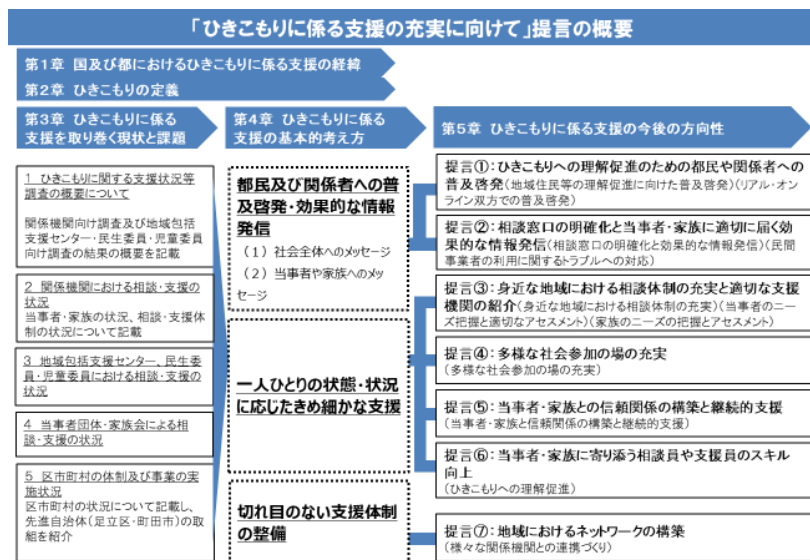 「ひきこもりに係る支援の充実に向けて」提言の概要
第1章 国及び都におけるひきこもりに係る支援の経緯
第2章 ひきこもりの定義
第3章 ひきこもりに係る
支援を取り巻く現状と課題
第4章 ひきこもりに係る
支援の基本的考え方
第5章 ひきこもりに係る支援の今後の方向性
1 ひきこもりに関する支援状況等
調査の概要について
関係機関向け調査及び地域包括
支援センター・民生委員・児童委員
向け調査の結果の概要を記載
2 関係機関における相談・支援の
状況
当事者・家族の状況、相談・支援体
制の状況について記載
3 地域包括支援センター、民生委
員・児童委員における相談・支援の
状況
4 当事者団体・家族会による相
談・支援の状況
5 区市町村の体制及び事業の実
施状況
区市町村の状況について記載し、
先進自治体(足立区・町田市)の取
組を紹介
都民及び関係者への普
及啓発・効果的な情報
発信
(1) 社会全体へのメッセージ
(2) 当事者や家族へのメッ
セージ
一人ひとりの状態・状況
に応じたきめ細かな支援
切れ目のない支援体制
の整備
提言①:ひきこもりへの理解促進のための都民や関係者への
普及啓発(地域住民等の理解促進に向けた普及啓発)(リアル・オン
ライン双方での普及啓発)
提言②:相談窓口の明確化と当事者・家族に適切に届く効
果的な情報発信(相談窓口の明確化と効果的な情報発信)(民間
事業者の利用に関するトラブルへの対応)
提言③:身近な地域における相談体制の充実と適切な支援
機関の紹介(身近な地域における相談体制の充実)(当事者のニー
ズ把握と適切なアセスメント)(家族のニーズの把握とアセスメント)
提言④:多様な社会参加の場の充実
(多様な社会参加の場の充実)
提言⑤:当事者・家族との信頼関係の構築と継続的支援
(当事者・家族と信頼関係の構築と継続的支援)
提言⑥:当事者・家族に寄り添う相談員や支援員のスキル
向上
(ひきこもりへの理解促進)
提言⑦:地域におけるネットワークの構築
(様々な関係機関との連携づくり)